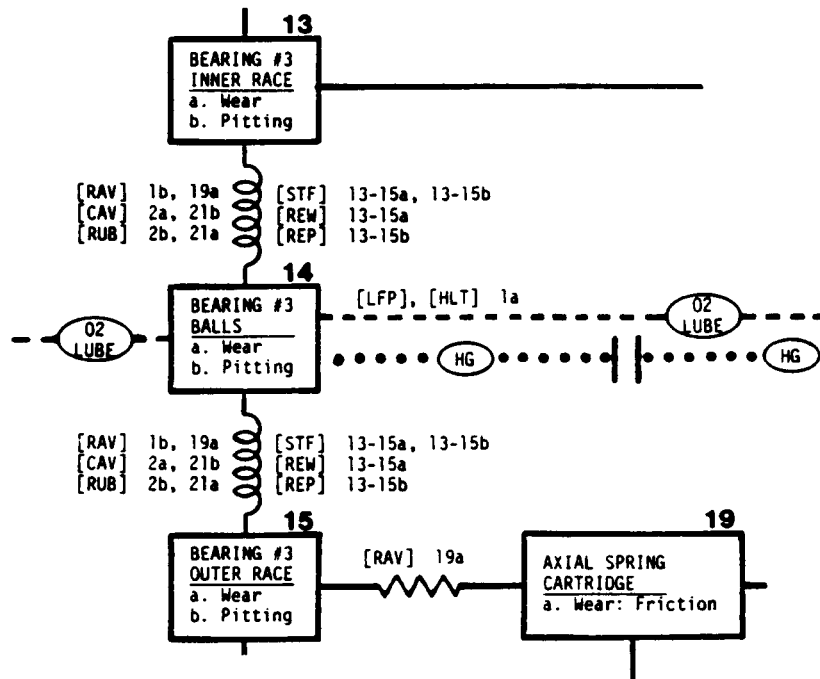 13
BEARING #3
INNER RACE
a. Wear
b. Pitting
[RAV] 1b, 19a [STF] 13-15a, 13-15b
[CAV] 2a, 21b [REW] 13-15a
[RUB] 2b, 21a [REP] 13-15b
14
BEARING #3
BALLS
a. Wear
b. Pitting
O2
LUBE
[LFP], [HLT] 1a
O2
LUBE
HG
HG
[RAV] 1b, 19a [STF] 13-15a, 13-15b
[CAV] 2a, 21b [REW] 13-15a
[RUB] 2b, 21a [REP] 13-15b
15
BEARING #3
OUTER RACE
a. Wear
b. Pitting
[RAV] 19a
19
AXIAL SPRING
CARTRIDGE
a. Wear: Friction